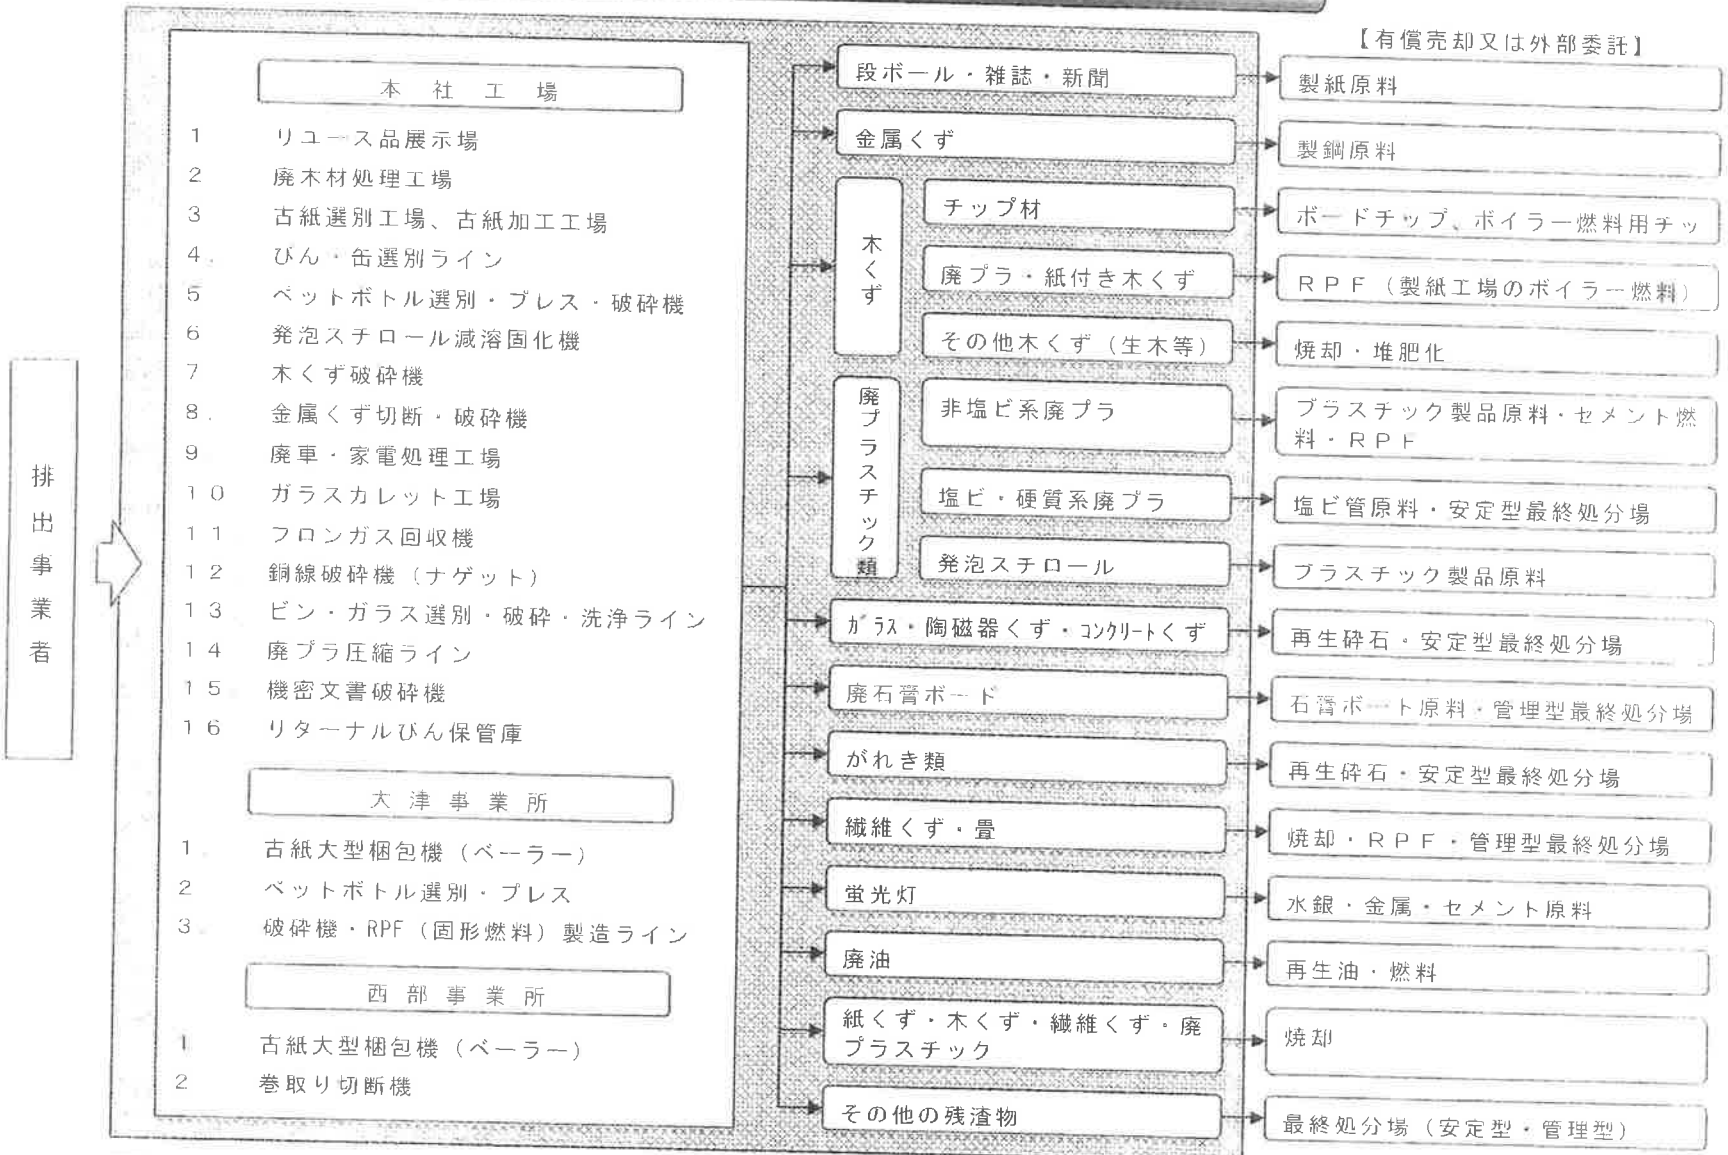 排出事業者
本社工場
1 リユース品展示場
2 廃木材処理工場
3 古紙選別工場、古紙加工工場
4. びん・缶選別ライン
5 ペットボトル選別・プレス・破砕機
6 発泡スチロール減溶固化機
7 木くず破砕機
8. 金属くず切断・破砕機
9 廃車・家電処理工場
10 ガラスカレット工場
11 フロンガス回収機
12 銅線破砕機（ナゲット）
13 ビン・ガラス選別・破砕・洗浄ライン
14 廃プラ圧縮ライン
15 機密文書破砕機
16 リターナルびん保管庫
大津事業所
1. 古紙大型梱包機（ベーラー）
2 ペットボトル選別・プレス
3. 破砕機・RPF（固形燃料）製造ライン
西部事業所
1 古紙大型梱包機（ベーラー）
2 巻取り切断機
【有償売却又は外部委託】
段ボール・雑誌・新聞
製紙原料
金属くず
製鋼原料
木くず
チップ材
ボードチップ、ボイラー燃料用チッ
廃プラ・紙付き木くず
RPF（製紙工場のボイラー燃料）
その他木くず（生木等）
焼却・堆肥化
廃プラスチック類
非塩ビ系廃プラ
プラスチック製品原料・セメント燃
料・RPF
塩ビ・硬質系廃プラ
塩ビ管原料・安定型最終処分場
発泡スチロール
プラスチック製品原料
ｶﾞﾗｽ・陶磁器くず・ｺﾝｸﾘｰﾄくず
再生砕石・安定型最終処分場
廃石膏ボード
石膏ボート原料・管理型最終処分場
がれき類
再生砕石・安定型最終処分場
繊維くず・畳
焼却・RPF・管理型最終処分場
蛍光灯
水銀・金属・セメント原料
廃油
再生油・燃料
紙くず・木くず・繊維くず・廃
プラスチック
焼却
その他の残渣物
最終処分場（安定型・管理型）